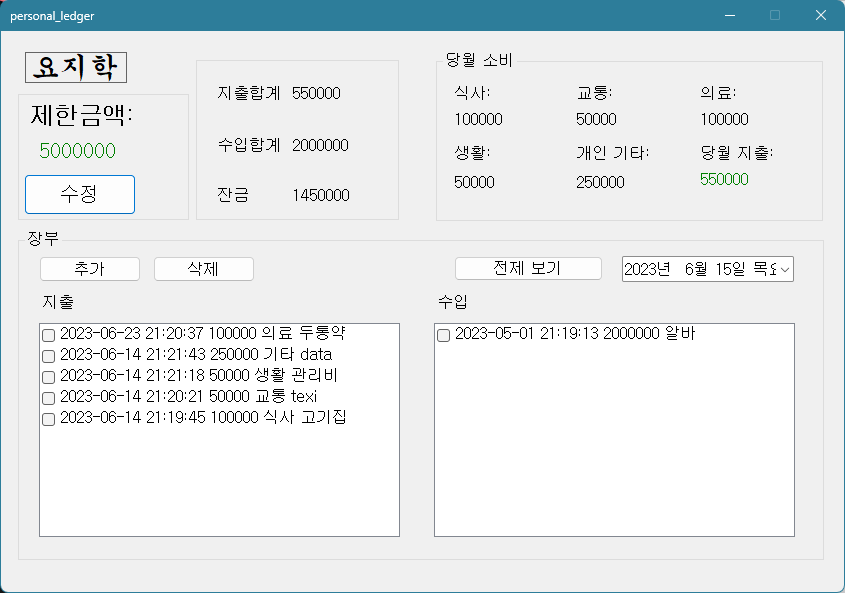 personal_ledger
요지학
제한금액:
5000000
수정
지출합계 550000
수입합계 2000000
잔금 1450000
당월 소비
식사: 교통: 의료:
100000 50000 100000
생활: 개인 기타: 당월 지출:
50000 250000 550000
장부
추가 삭제 전제 보기 2023년 6월 15일 목요
지출 수입
2023-06-23 21:20:37 100000 의료 두통약
2023-06-14 21:21:43 250000 기타 data
2023-06-14 21:21:18 50000 생활 관리비
2023-06-14 21:20:21 50000 교통 texi
2023-06-14 21:19:45 100000 식사 고기집
2023-05-01 21:19:13 2000000 알바